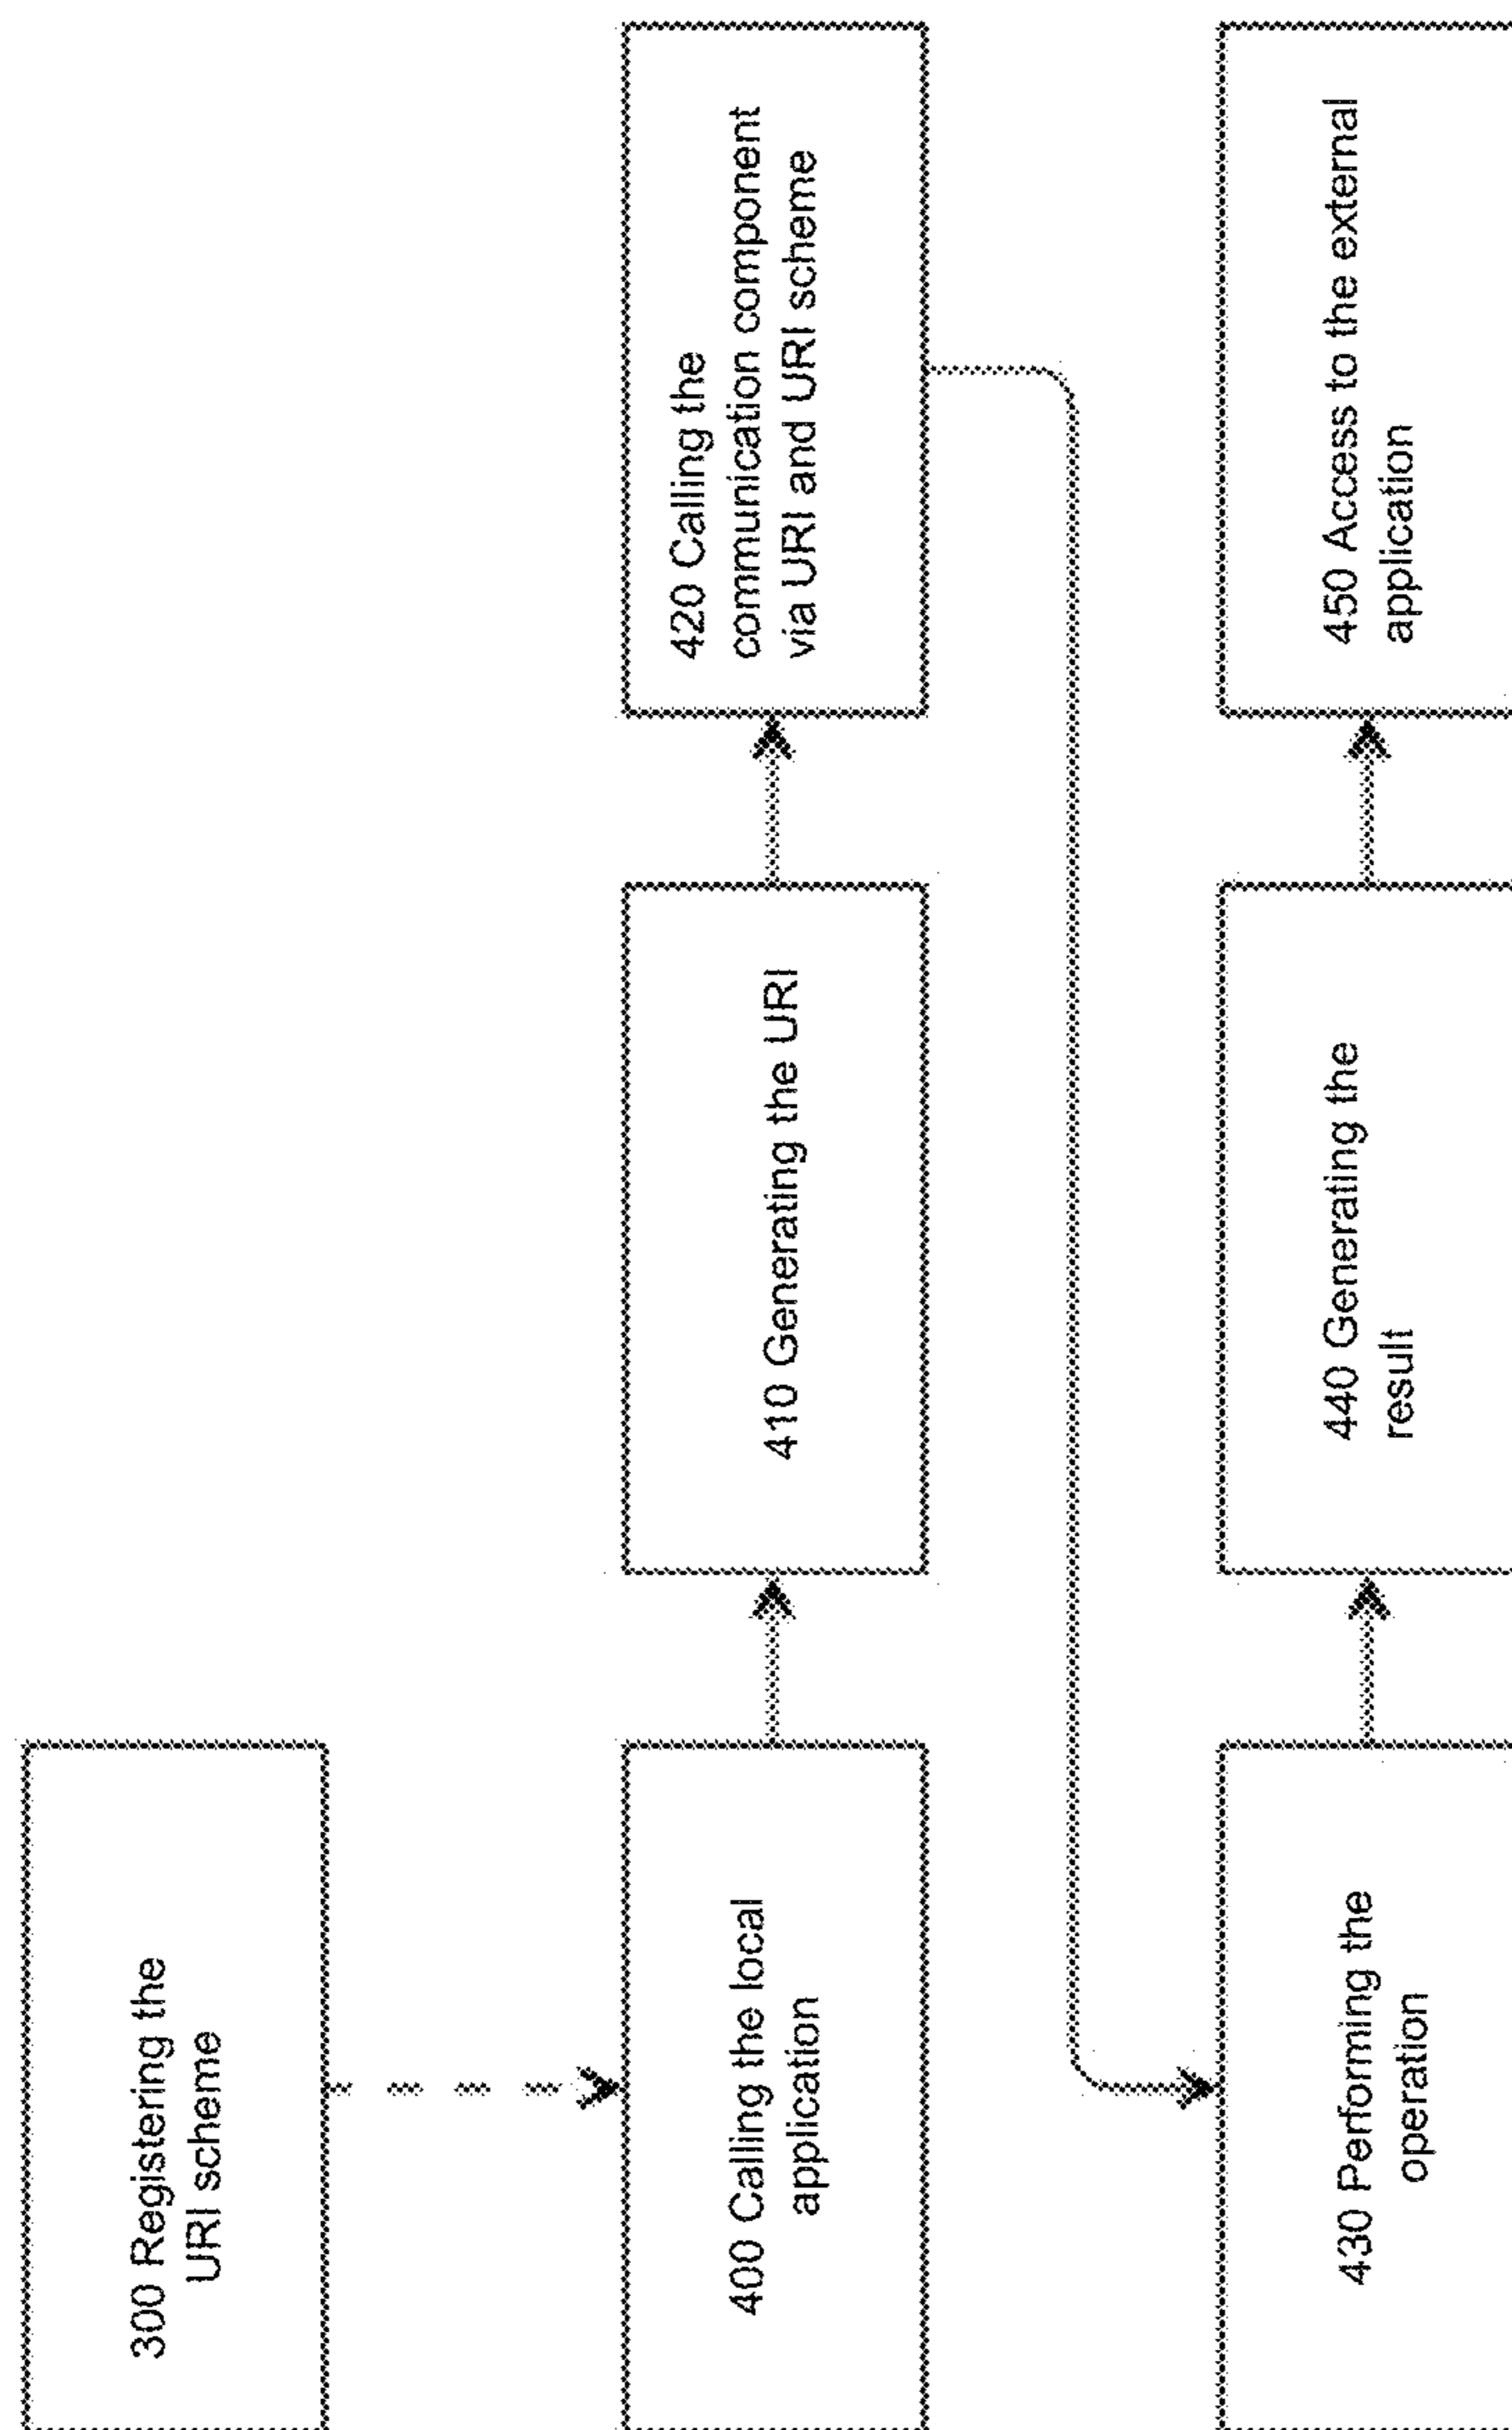 300 Registering the
URI scheme
400 Calling the local
application
410 Generating the URI
420 Calling the
communication component
via URI and URI scheme
430 Performing the
operation
440 Generating the
result
450 Access to the external
application